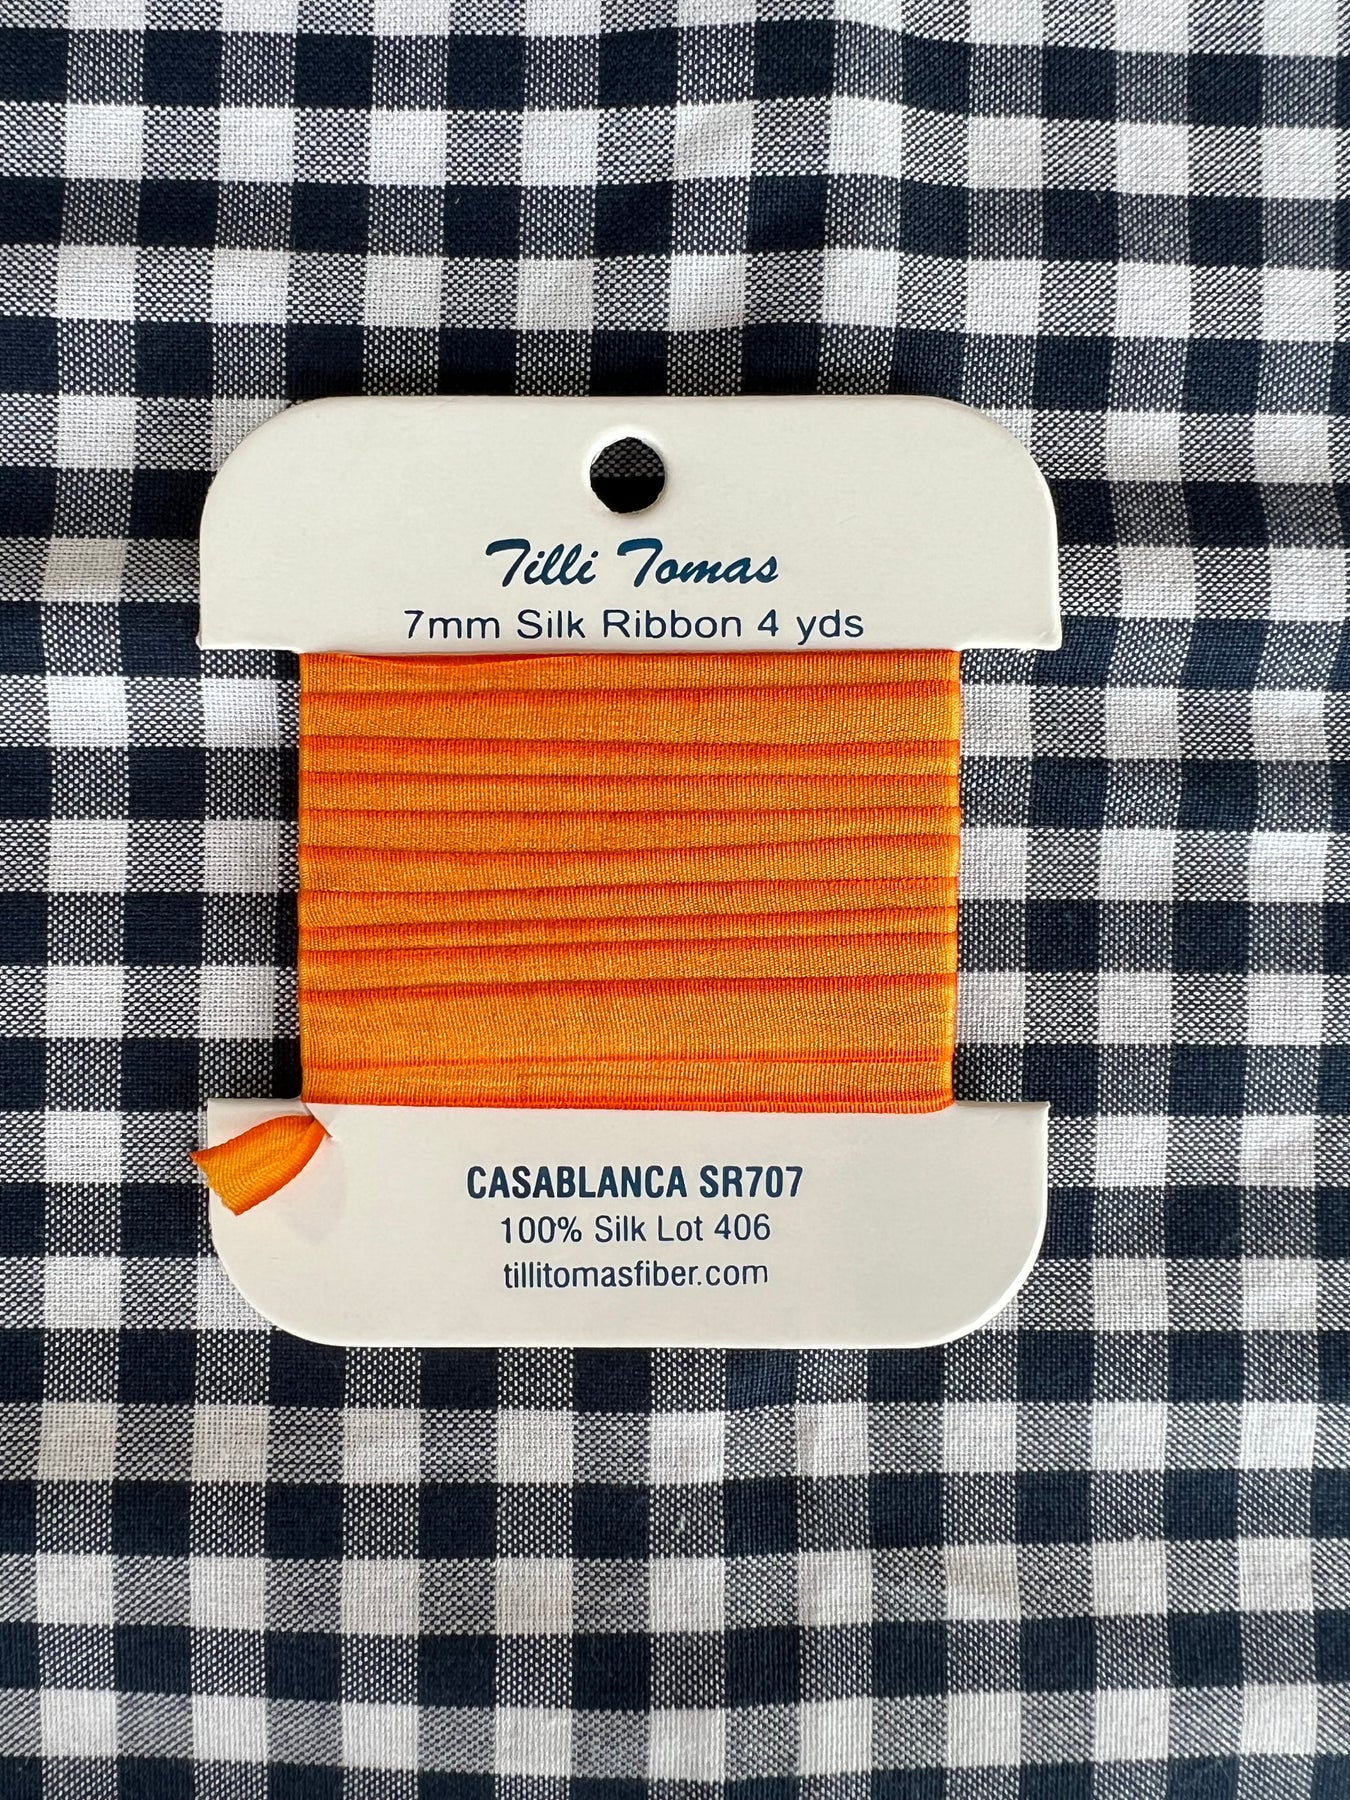 Tilli Tomas
7mm Silk Ribbon 4 yds
CASABLANCA SR707
100% Silk Lot 406
tillitomasfiber.com